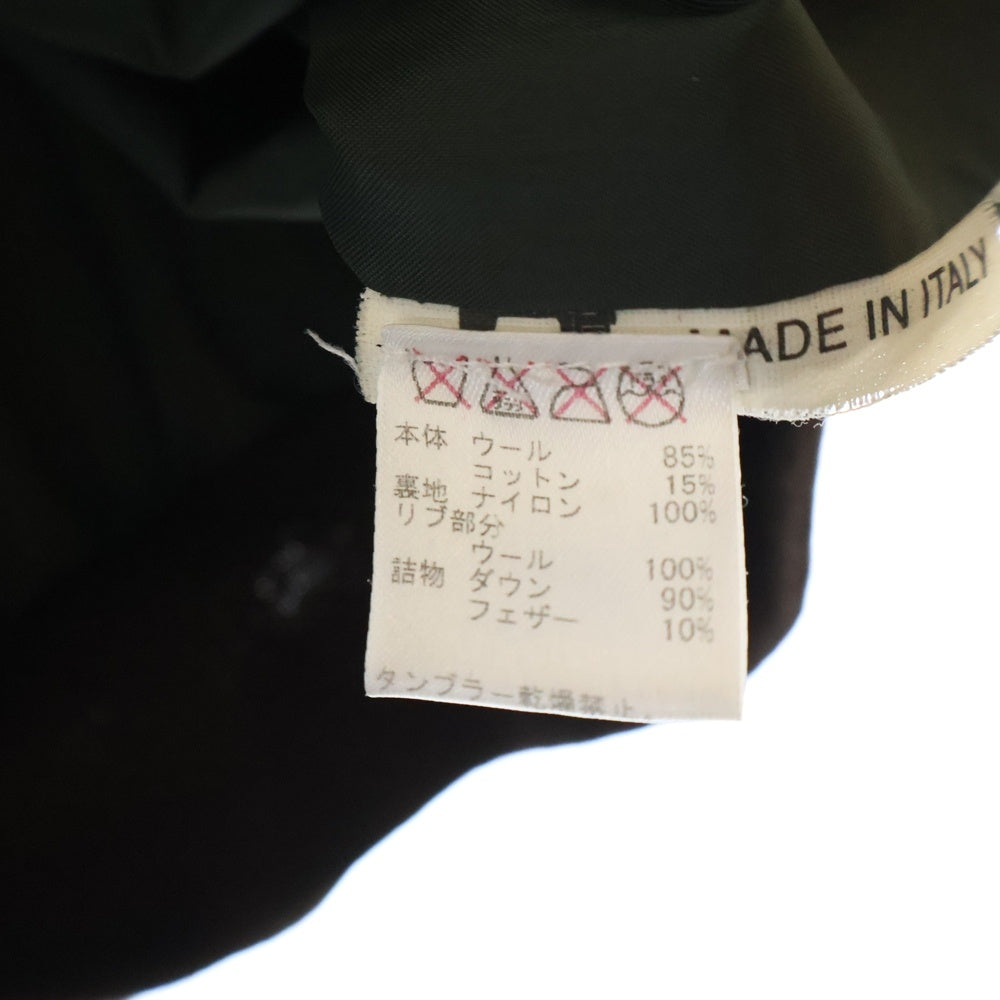 MADE IN ITALY
本体 ウール 85%
コットン 15%
裏地 ナイロン 100%
リブ部分
ウール 100%
詰物 ダウン 90%
フェザー 10%
タンブラー乾燥禁止